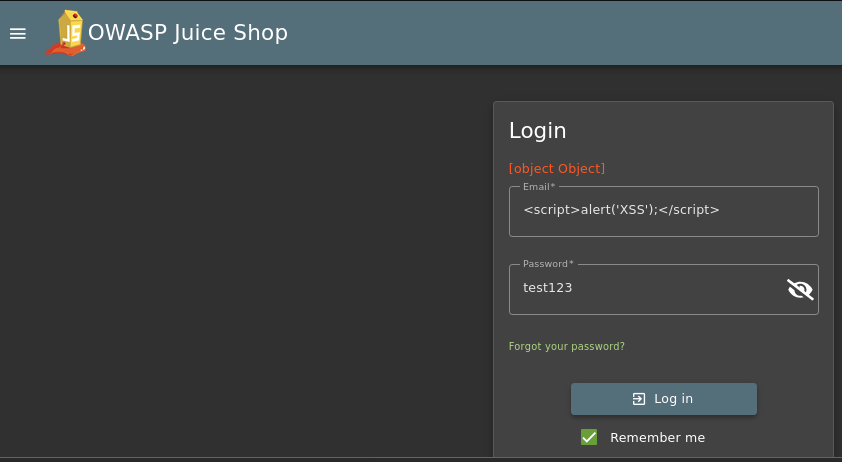 JS
OWASP Juice Shop
Login
[object Object]
Email*
<script>alert('XSS');</script>
Password*
test123
Forgot your password?
Log in
Remember me